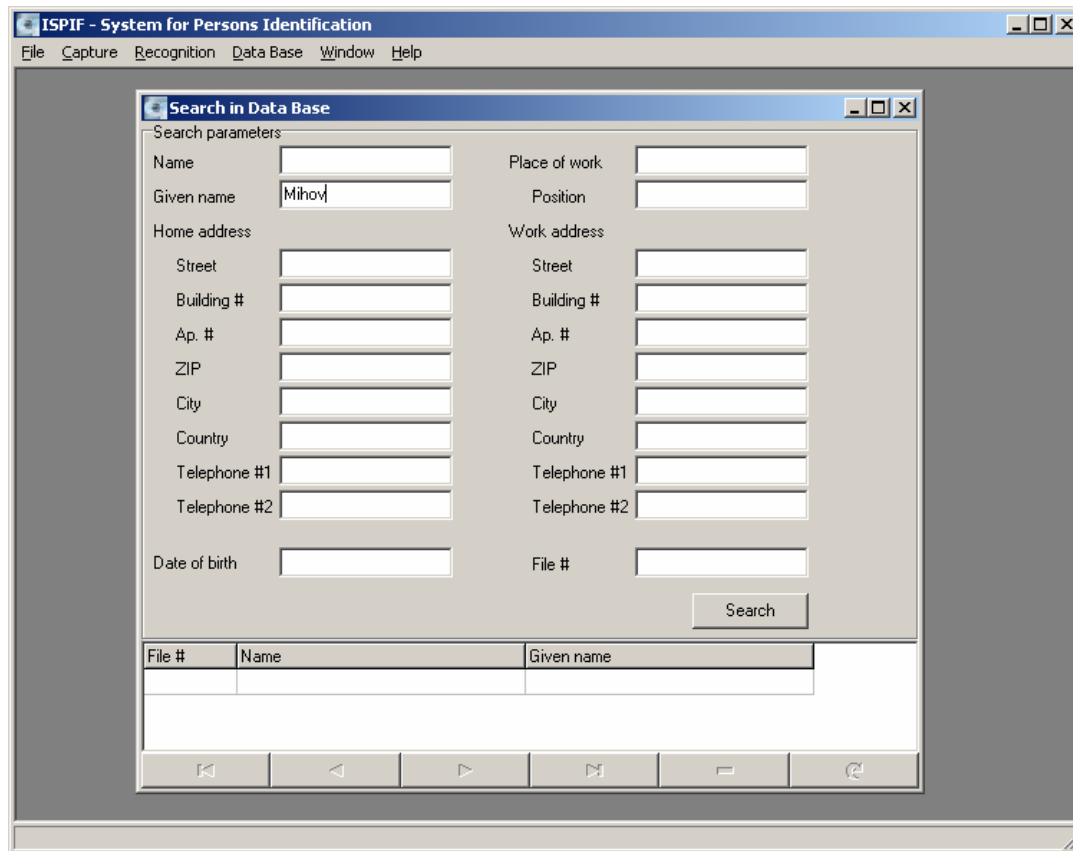 ISPIF - System for Persons Identification
File Capture Recognition Data Base Window Help
Search in Data Base
Search parameters
Name Place of work
Given name Mihov Position
Home address Work address
Street Street
Building # Building #
Ap. # Ap. #
ZIP ZIP
City City
Country Country
Telephone #1 Telephone #1
Telephone #2 Telephone #2
Date of birth File #
Search
File # Name Given name